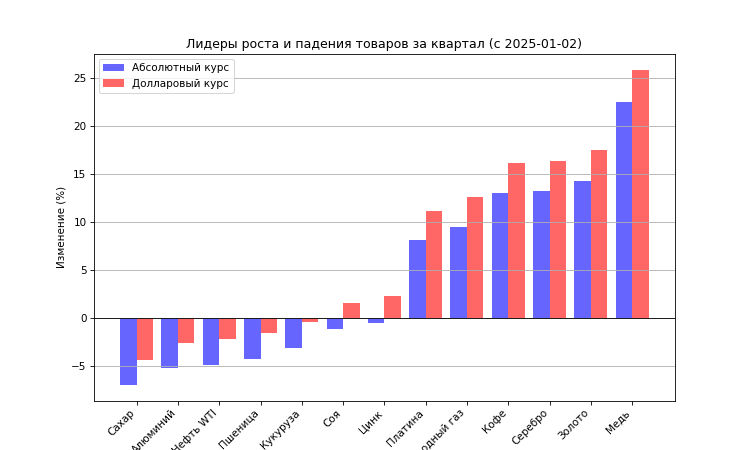 Лидеры роста и падения товаров за квартал (с 2025-01-02)
Абсолютный курс
Долларовый курс
Изменение (%)
25
20
15
10
5
0
−5
Сахар
Алюминий
Нефть WTI
Пшеница
Кукуруза
Соя
Цинк
Платина
одный газ
Кофе
Серебро
Золото
Медь